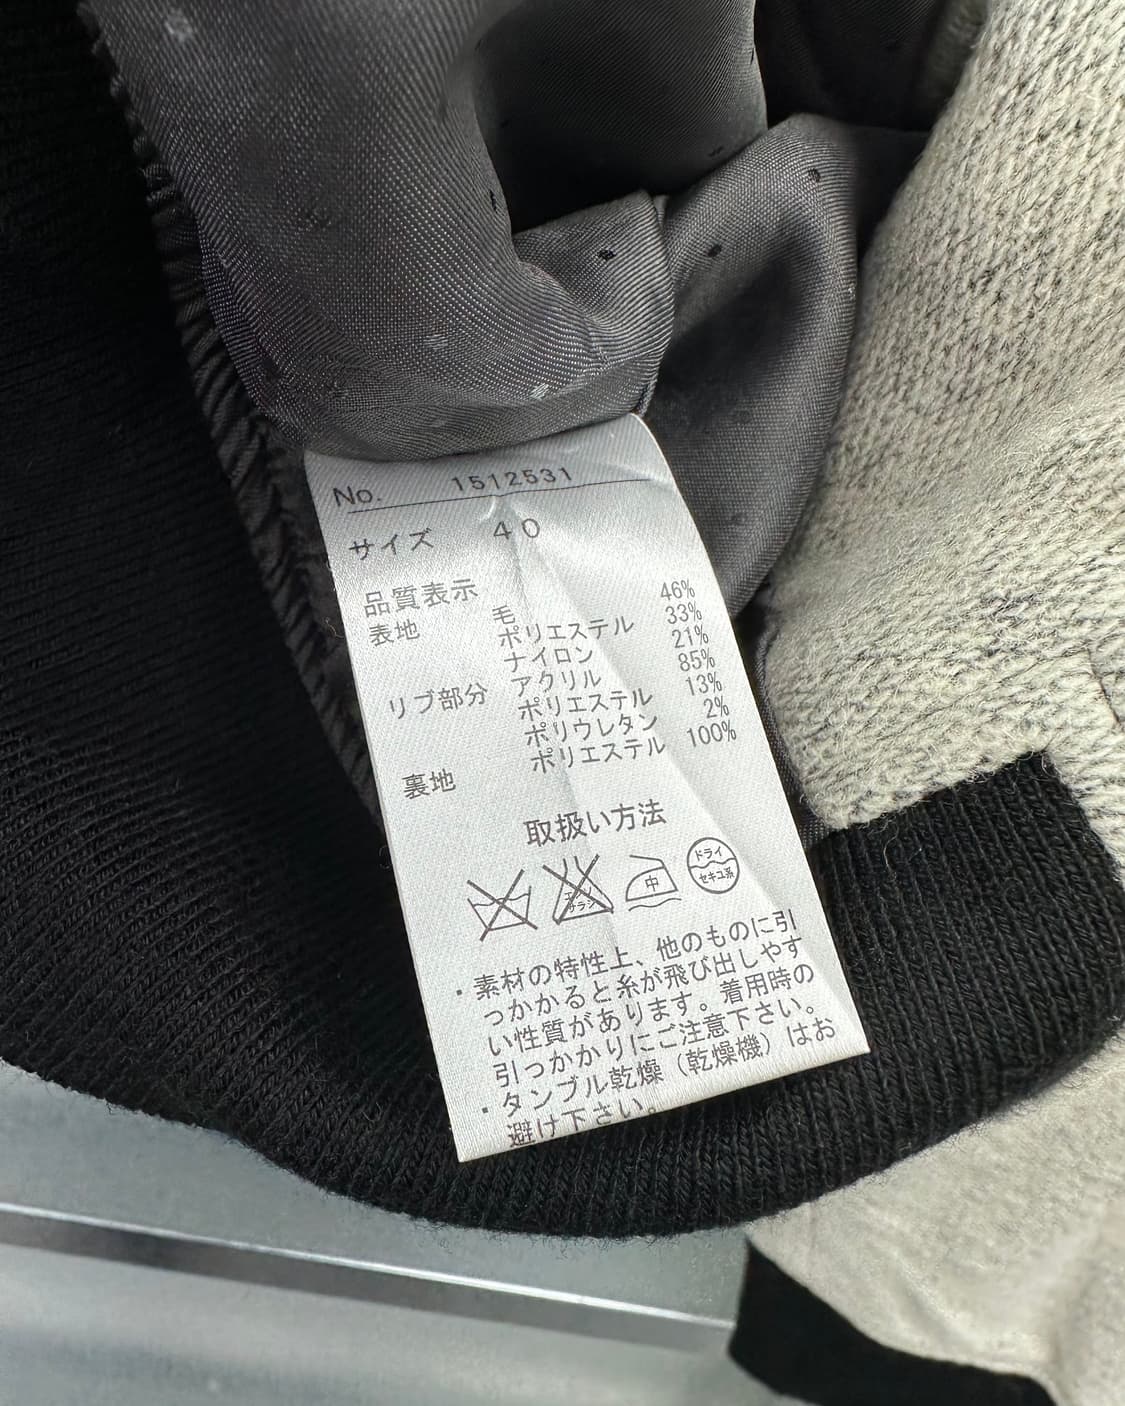 No. 1512531
サイズ 40
品質表示
表地 毛 46%
ポリエステル 33%
ナイロン 21%
リブ部分 アクリル 85%
ポリエステル 13%
ポリウレタン 2%
裏地 ポリエステル 100%
取扱い方法
エンソ
サラシ
中
ドライ
セキユ系
・素材の特性上、他のものに引
っかかると糸が飛び出しやす
い性質があります。着用時の
引っかかりにご注意下さい。
・タンブル乾燥（乾燥機）はお
避け下さい。